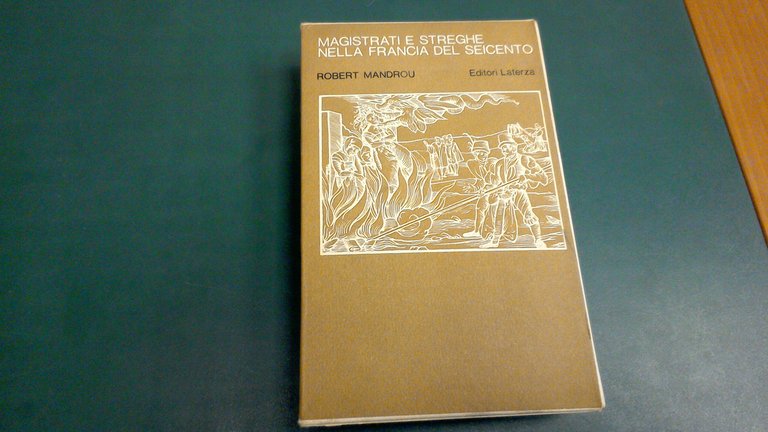 MAGISTRATI E STREGHE
NELLA FRANCIA DEL SEICENTO
ROBERT MANDROU Editori Laterza